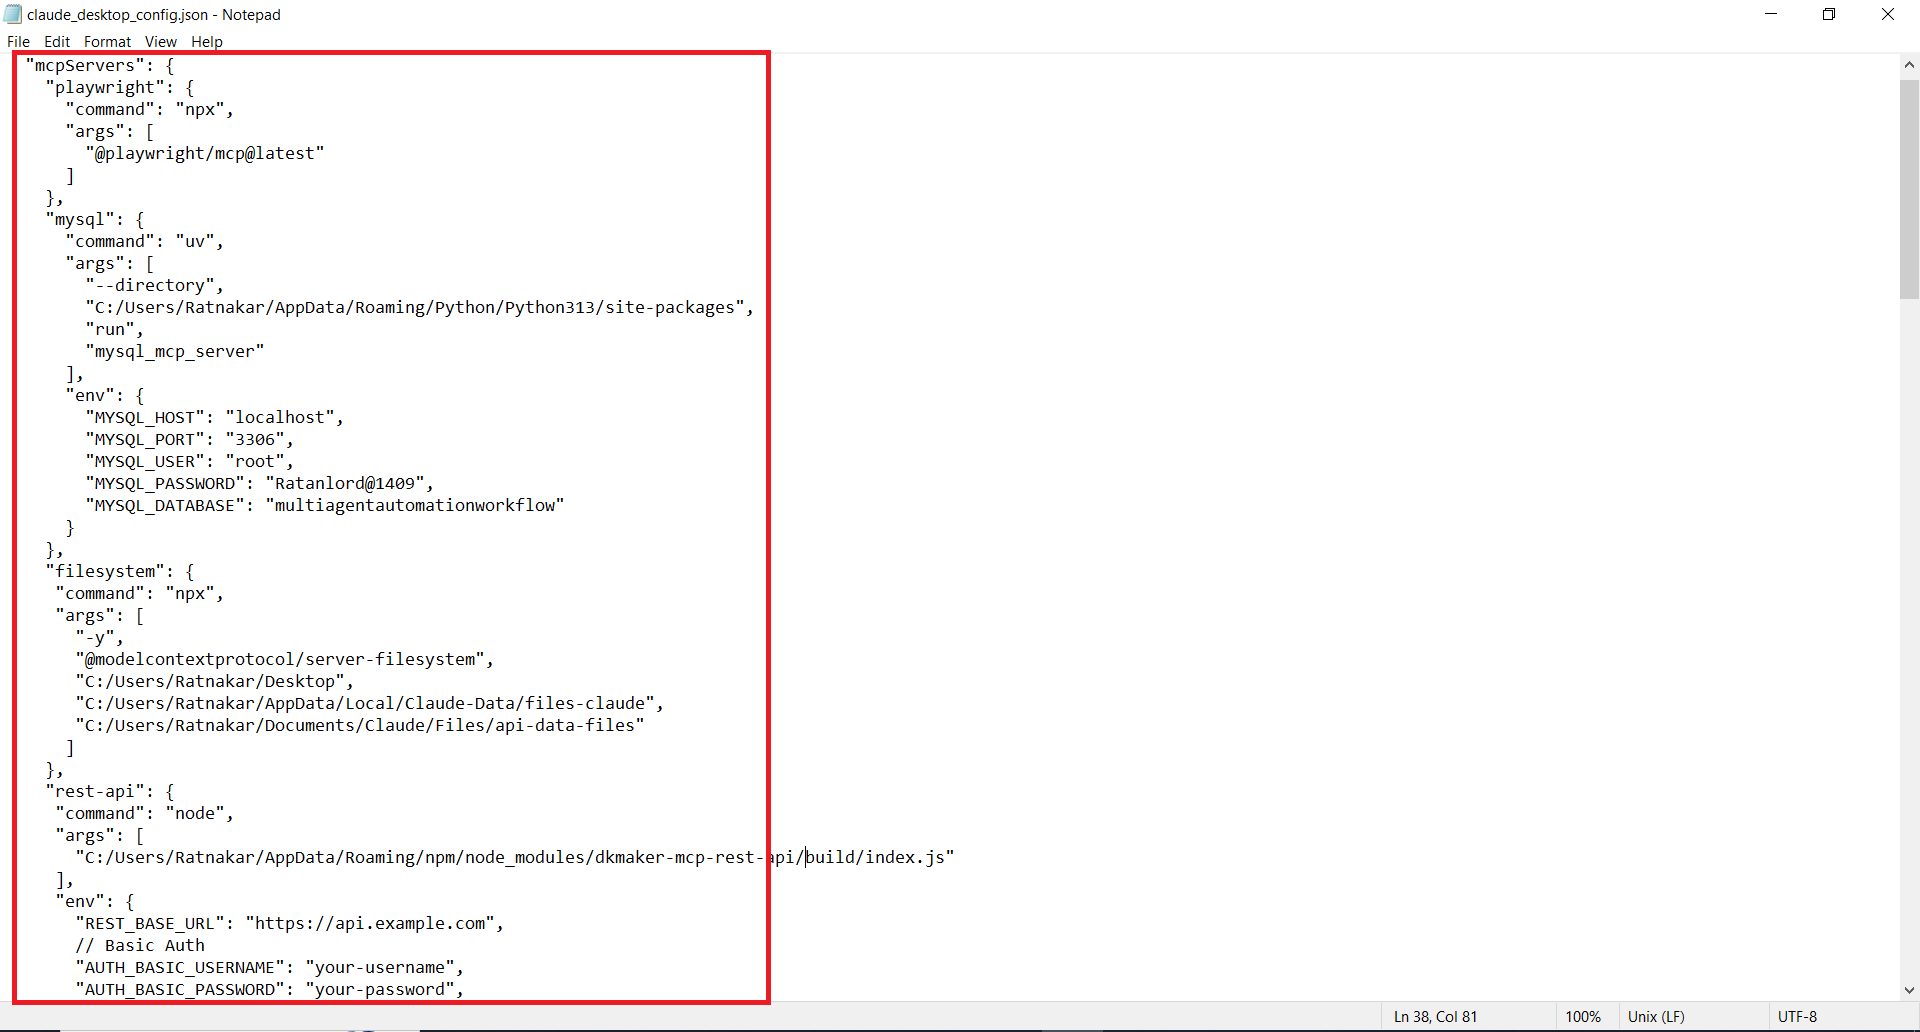 claude_desktop_config.json - Notepad
File Edit Format View Help
"mcpServers": {
"playwright": {
"command": "npx",
"args": [
"@playwright/mcp@latest"
]
},
"mysql": {
"command": "uv",
"args": [
"--directory",
"C:/Users/Ratnakar/AppData/Roaming/Python/Python313/site-packages",
"run",
"mysql_mcp_server"
],
"env": {
"MYSQL_HOST": "localhost",
"MYSQL_PORT": "3306",
"MYSQL_USER": "root",
"MYSQL_PASSWORD": "Ratanlord@1409",
"MYSQL_DATABASE": "multiagentautomationworkflow"
}
},
"filesystem": {
"command": "npx",
"args": [
"-y",
"@modelcontextprotocol/server-filesystem",
"C:/Users/Ratnakar/Desktop",
"C:/Users/Ratnakar/AppData/Local/Claude-Data/files-claude",
"C:/Users/Ratnakar/Documents/Claude/Files/api-data-files"
]
},
"rest-api": {
"command": "node",
"args": [
"C:/Users/Ratnakar/AppData/Roaming/npm/node_modules/dkmaker-mcp-rest-api/build/index.js"
],
"env": {
"REST_BASE_URL": "https://api.example.com",
// Basic Auth
"AUTH_BASIC_USERNAME": "your-username",
"AUTH_BASIC_PASSWORD": "your-password",
Ln 38, Col 81 100% Unix (LF) UTF-8